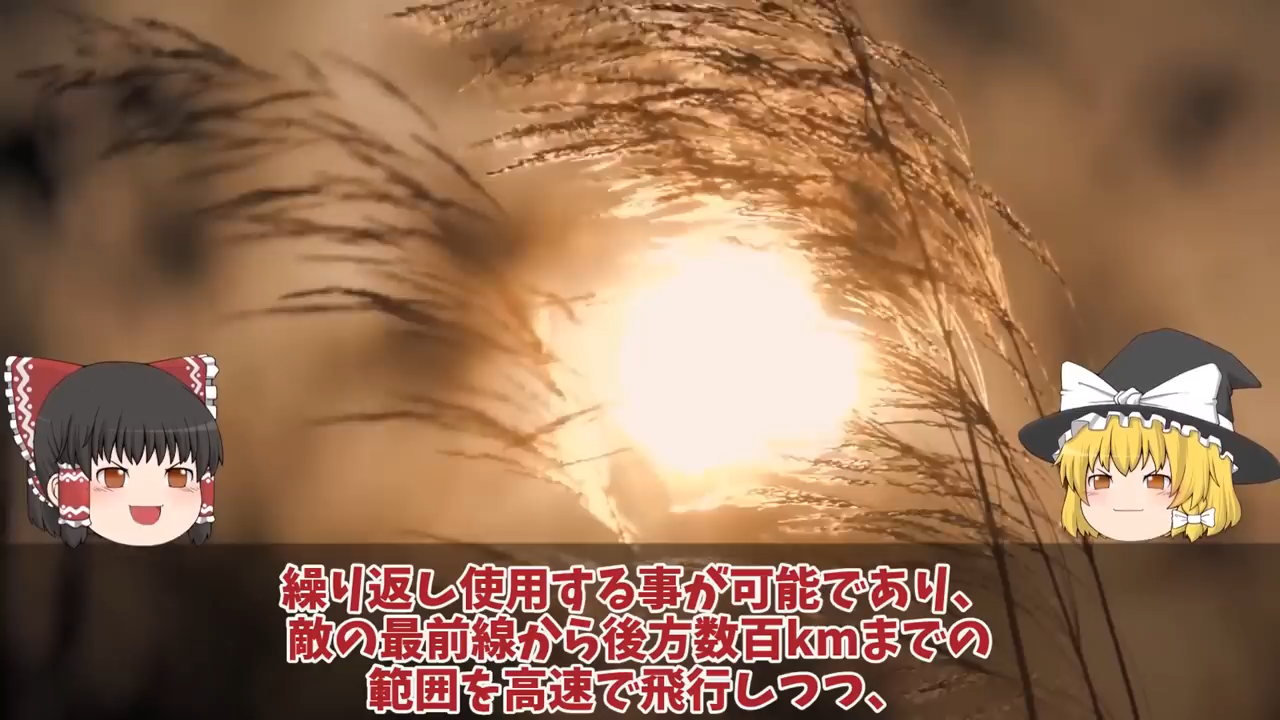 繰り返し使用する事が可能であり、
敵の最前線から後方数百kmまでの
範囲を高速で飛行しつつ、